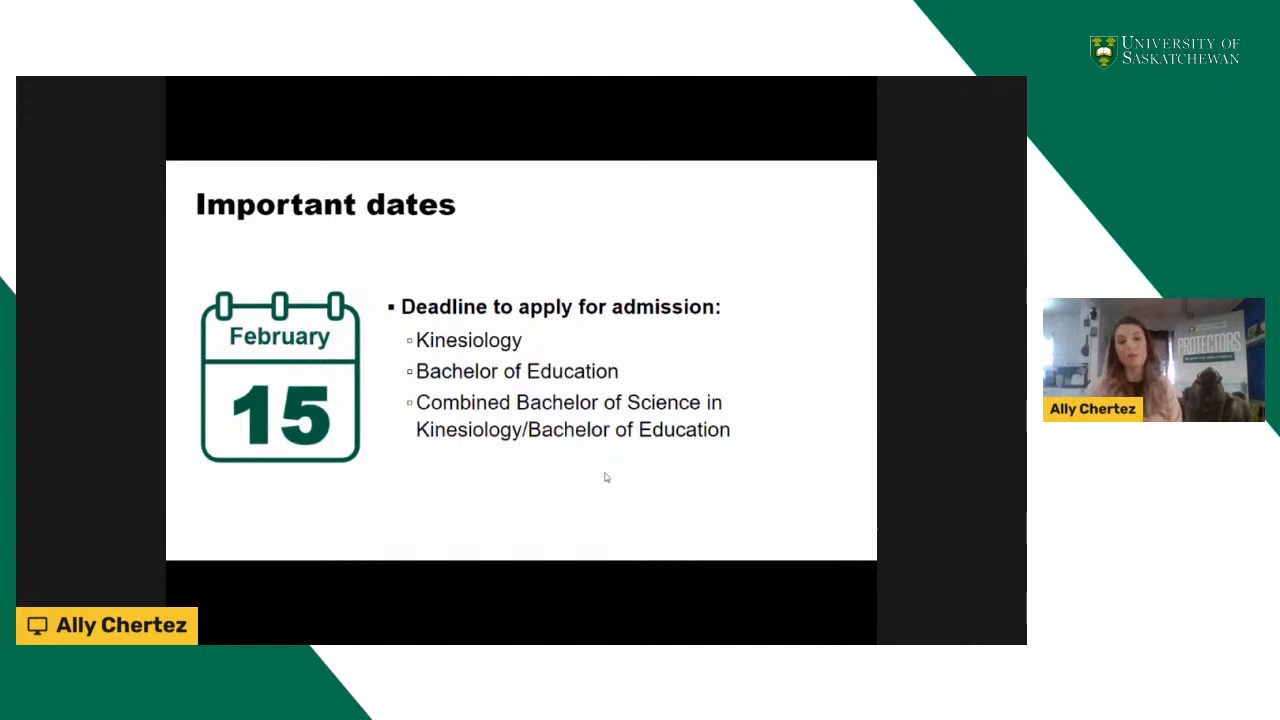 UNIVERSITY OF
SASKATCHEWAN
Important dates
February
15
▪ Deadline to apply for admission:
▫ Kinesiology
▫ Bachelor of Education
▫ Combined Bachelor of Science in
Kinesiology/Bachelor of Education
PROTECTORS
Ally Chertez
Ally Chertez